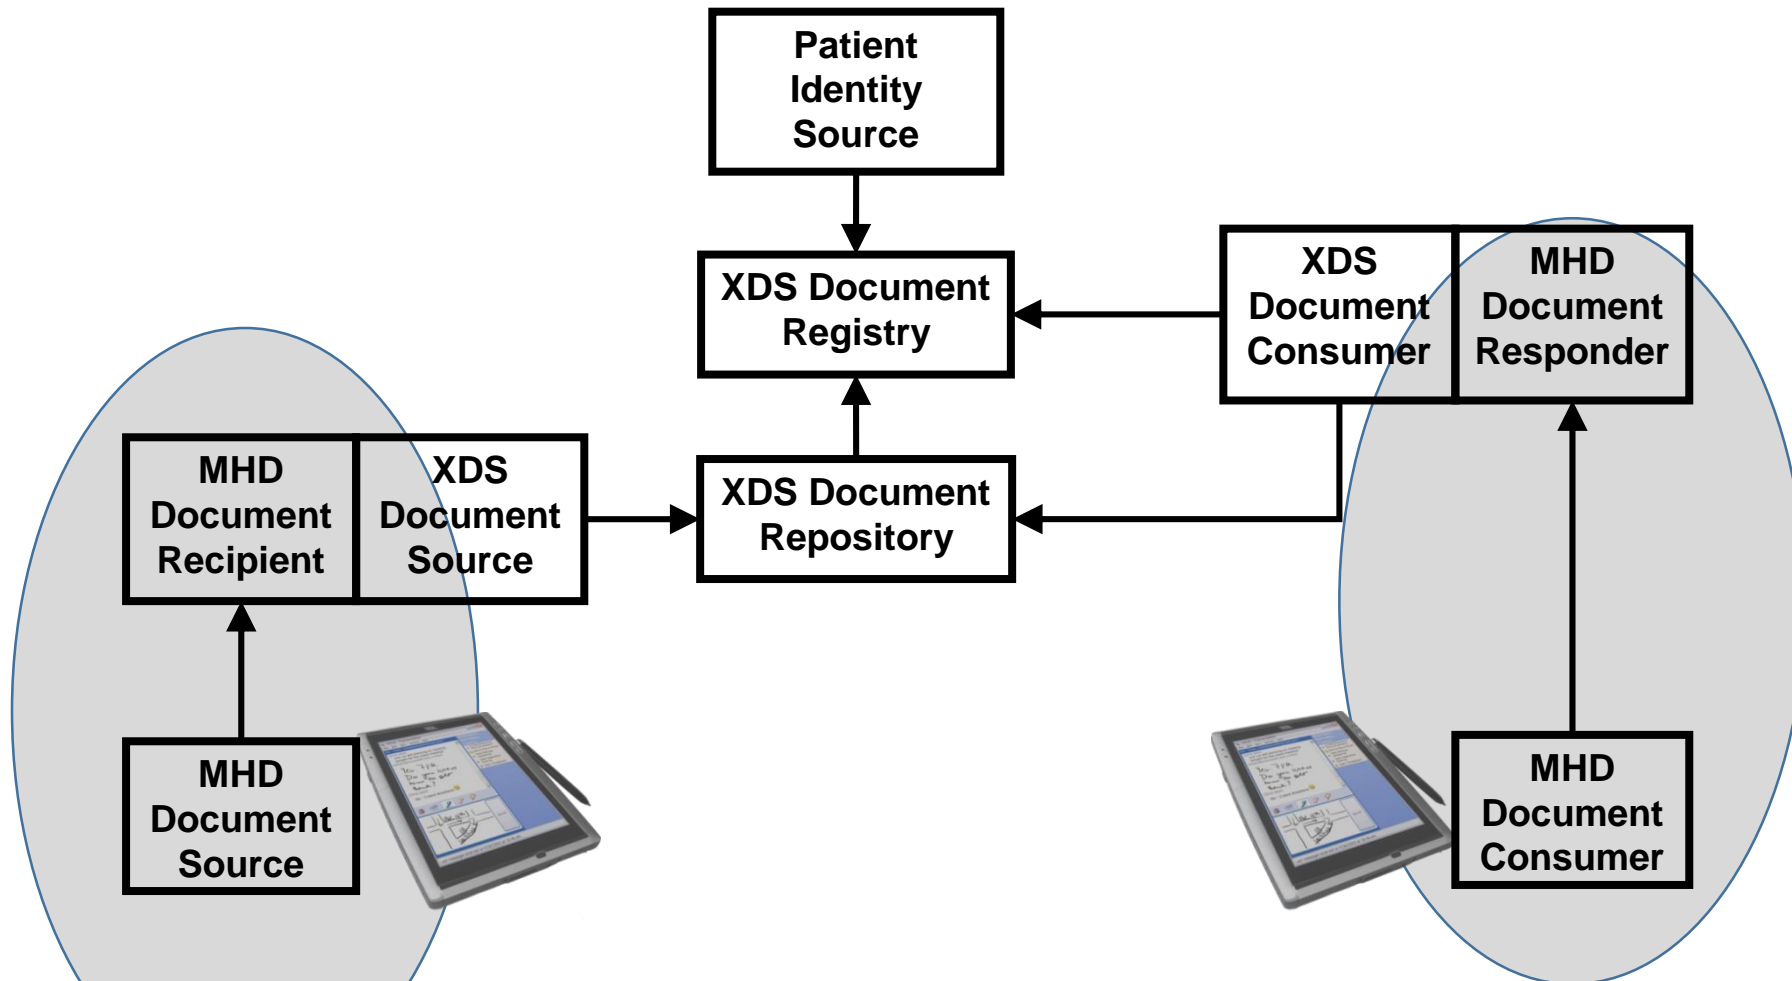 Patient
Identity
Source
XDS Document
Registry
XDS
Document
Consumer
MHD
Document
Responder
MHD
Document
Recipient
XDS
Document
Source
XDS Document
Repository
MHD
Document
Source
MHD
Document
Consumer